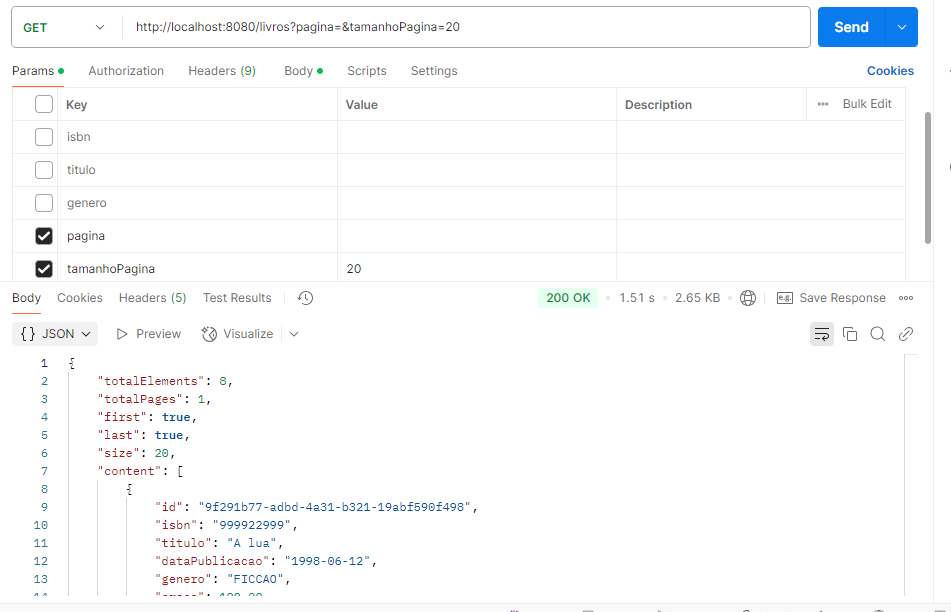 GET http://localhost:8080/livros?pagina=&tamanhoPagina=20 Send
Params Authorization Headers (9) Body Scripts Settings Cookies
Key Value Description Bulk Edit
isbn
titulo
genero
pagina
tamanhoPagina 20
Body Cookies Headers (5) Test Results 200 OK 1.51 s 2.65 KB Save Response
{} JSON Preview Visualize
1 {
2 "totalElements": 8,
3 "totalPages": 1,
4 "first": true,
5 "last": true,
6 "size": 20,
7 "content": [
8 {
9 "id": "9f291b77-adbd-4a31-b321-19abf590f498",
10 "isbn": "999922999",
11 "titulo": "A lua",
12 "dataPublicacao": "1998-06-12",
13 "genero": "FICCAO",